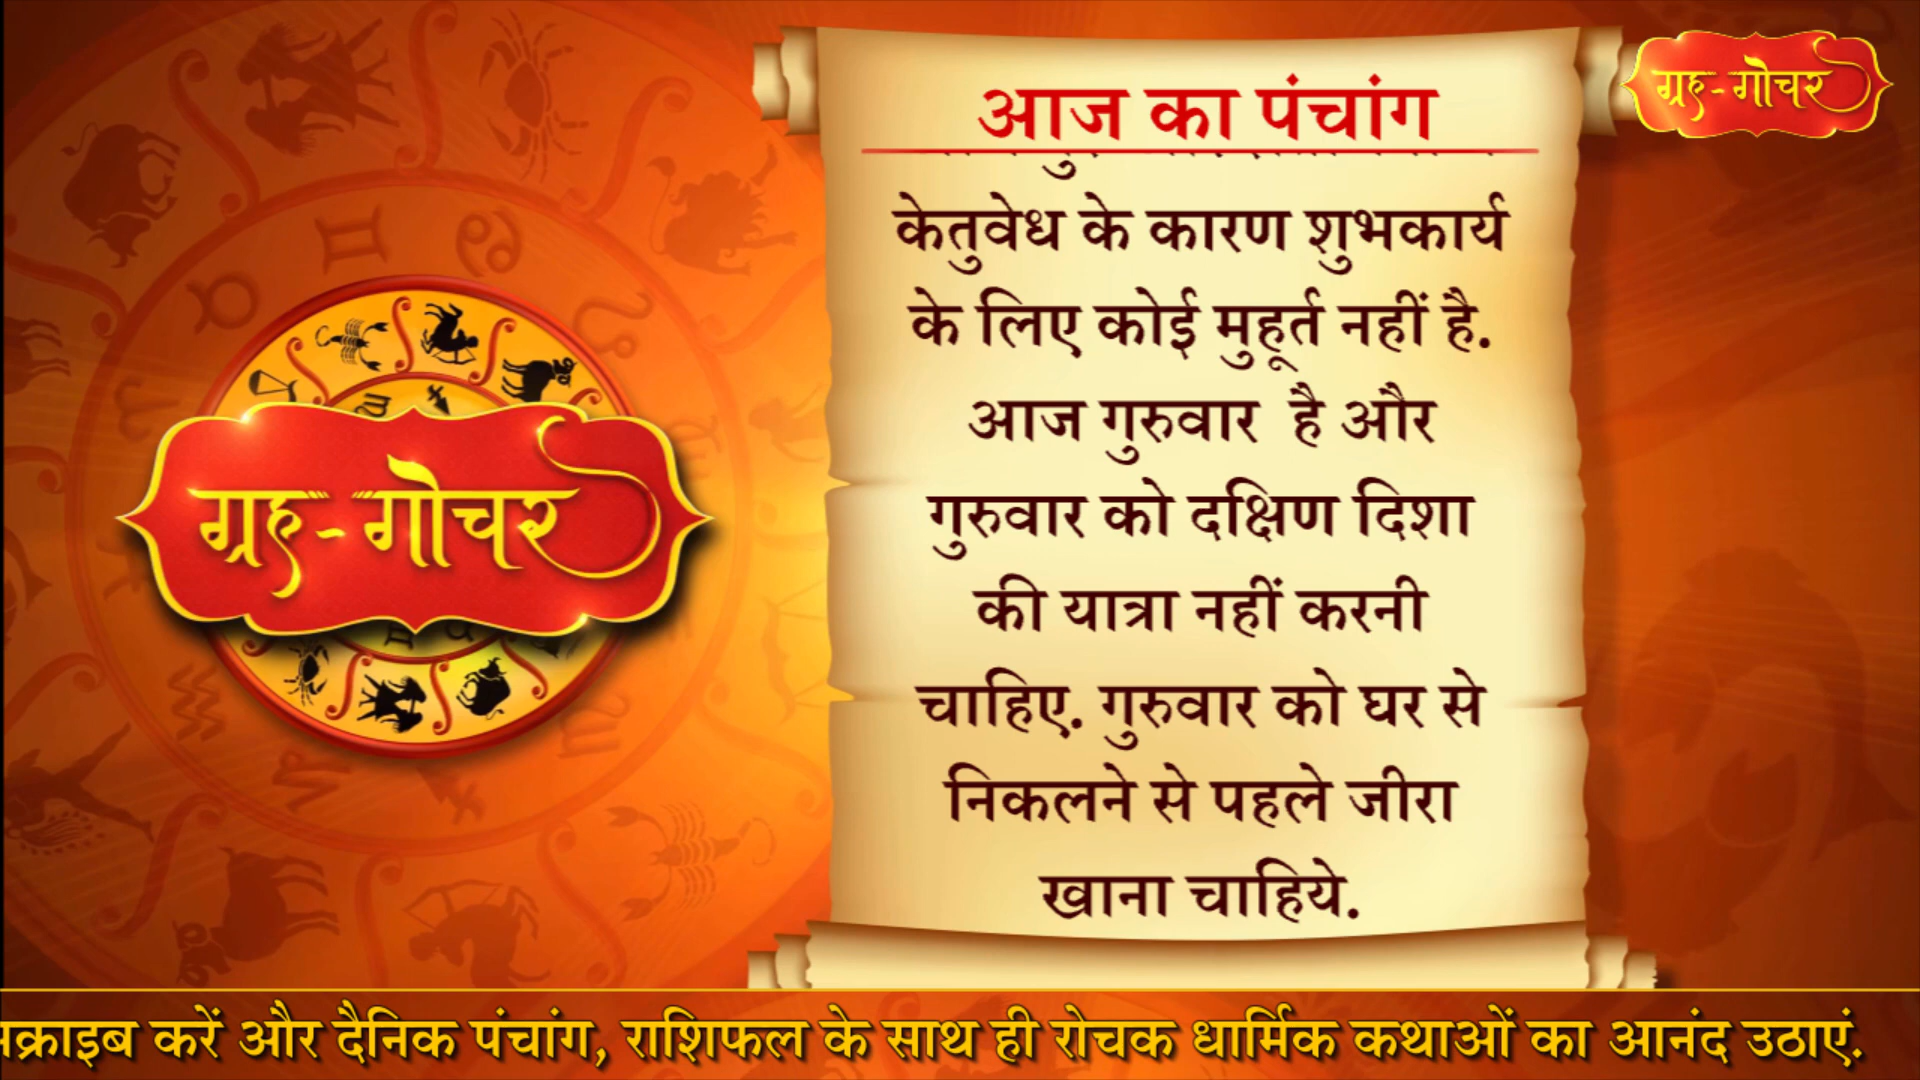 आज का पंचांग
ग्रह-गोचर
केतुवेध के कारण शुभकार्य
के लिए कोई मुहूर्त नहीं है.
आज गुरुवार है और
गुरुवार को दक्षिण दिशा
की यात्रा नहीं करनी
चाहिए. गुरुवार को घर से
निकलने से पहले जीरा
खाना चाहिये.
ग्रह-गोचर
करें और दैनिक पंचांग, राशिफल के साथ ही रोचक धार्मिक कथाओं का आनंद उठाएं.